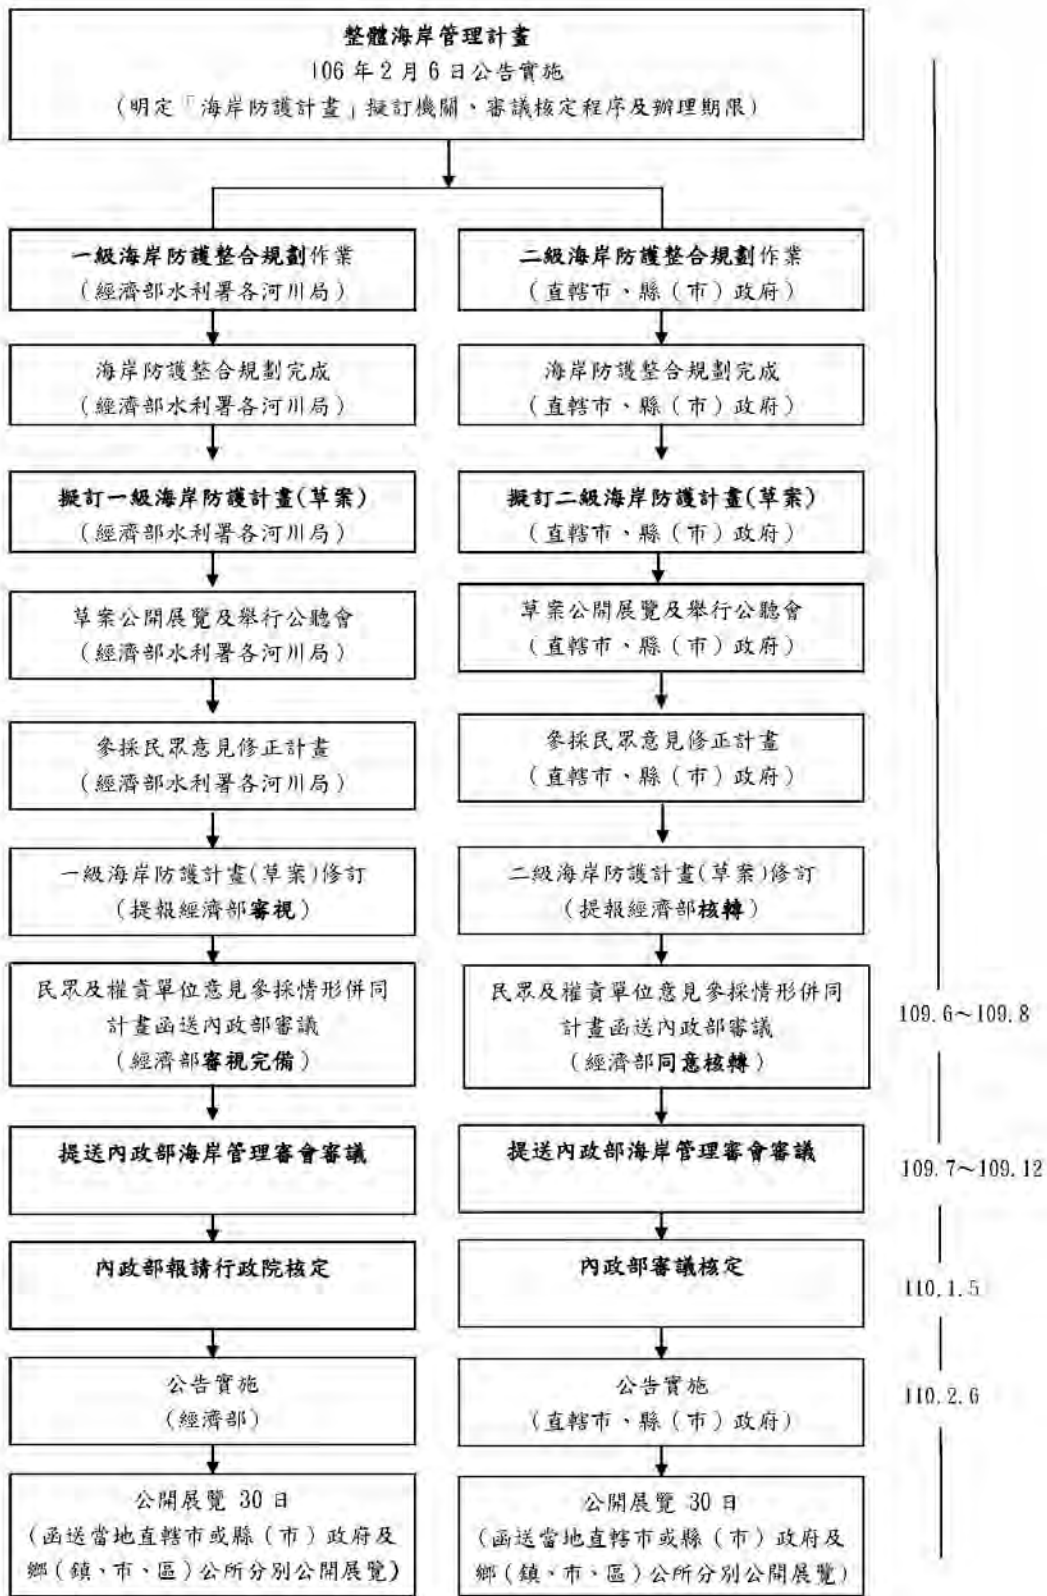 整體海岸管理計畫
106 年 2 月 6 日公告實施
(明定「海岸防護計畫」擬訂機關、審議核定程序及辦理期限)
一級海岸防護整合規劃作業
(經濟部水利署各河川局)
海岸防護整合規劃完成
(經濟部水利署各河川局)
擬訂一級海岸防護計畫(草案)
(經濟部水利署各河川局)
草案公開展覽及舉行公聽會
(經濟部水利署各河川局)
參採民眾意見修正計畫
(經濟部水利署各河川局)
一級海岸防護計畫(草案)修訂
(提報經濟部審視)
民眾及權責單位意見參採情形併同
計畫函送內政部審議
(經濟部審視完備)
提送內政部海岸管理審會審議
內政部報請行政院核定
公告實施
(經濟部)
公開展覽 30 日
(函送當地直轄市或縣(市)政府及
鄉(鎮、市、區)公所分別公開展覽)
二級海岸防護整合規劃作業
(直轄市、縣(市)政府)
海岸防護整合規劃完成
(直轄市、縣(市)政府)
擬訂二級海岸防護計畫(草案)
(直轄市、縣(市)政府)
草案公開展覽及舉行公聽會
(直轄市、縣(市)政府)
參採民眾意見修正計畫
(直轄市、縣(市)政府)
二級海岸防護計畫(草案)修訂
(提報經濟部核轉)
民眾及權責單位意見參採情形併同
計畫函送內政部審議
(經濟部同意核轉)
提送內政部海岸管理審會審議
內政部審議核定
公告實施
(直轄市、縣(市)政府)
公開展覽 30 日
(函送當地直轄市或縣(市)政府及
鄉(鎮、市、區)公所分別公開展覽)
109.6~109.8
109.7~109.12
110.1.5
110.2.6